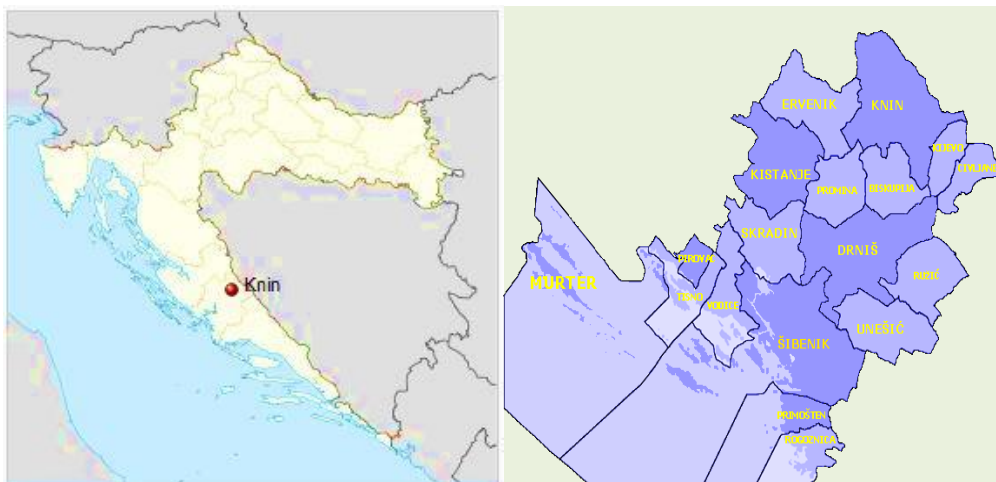 Knin
ERVENIK
KNIN
KIJEVO
CIVLJANE
KISTANJE
PROMINA
BISKUPIJA
SKRADIN
DRNIŠ
PIROVAC
RUŽIĆ
MURTER
TISNO
VODICE
UNEŠIĆ
ŠIBENIK
PRIMOŠTEN
ROGOZNICA